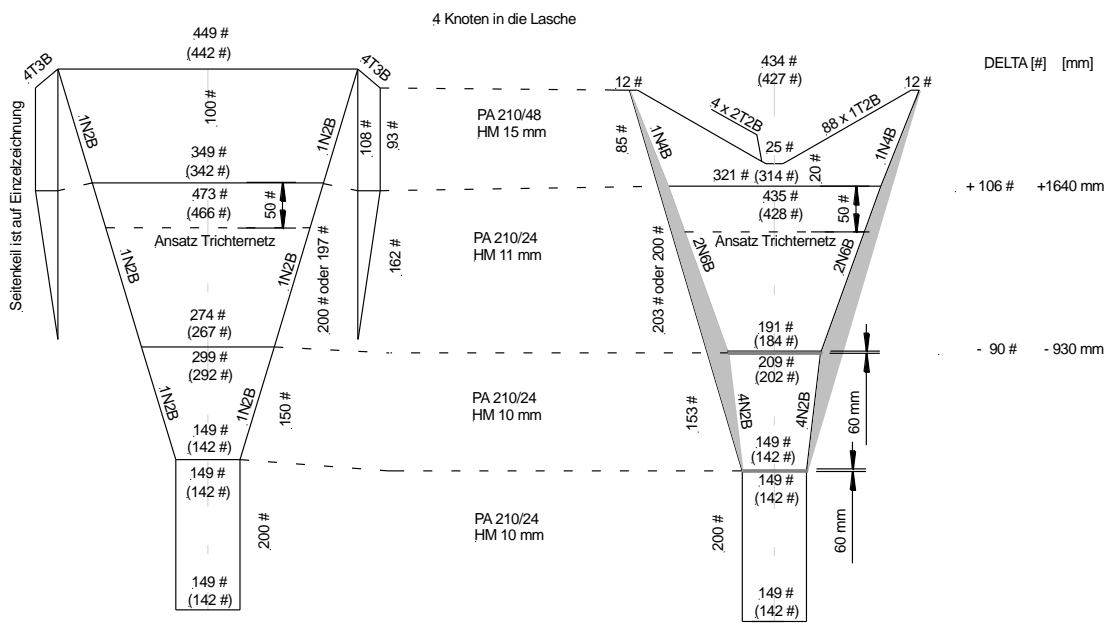 4 Knoten in die Lasche
449 #
(442 #)
4T3B
4T3B
1N2B
100 #
1N2B
108 #
93 #
349 #
(342 #)
473 #
(466 #)
50 #
Ansatz Trichternetz
1N2B
1N2B
200 # oder 197 #
162 #
Seitenkeil ist auf Einzelzeichnung
274 #
(267 #)
299 #
(292 #)
1N2B
1N2B
150 #
149 #
(142 #)
149 #
(142 #)
200 #
149 #
(142 #)
PA 210/48
HM 15 mm
PA 210/24
HM 11 mm
PA 210/24
HM 10 mm
PA 210/24
HM 10 mm
434 #
(427 #)
12 #
12 #
4 x 2T2B
88 x 1T2B
85 #
1N4B
1N4B
25 #
20 #
321 # (314 #)
435 #
(428 #)
50 #
Ansatz Trichternetz
2N6B
2N6B
203 # oder 200 #
191 #
(184 #)
209 #
(202 #)
4N2B
4N2B
153 #
60 mm
149 #
(142 #)
149 #
(142 #)
200 #
60 mm
149 #
(142 #)
DELTA [#] [mm]
+ 106 # +1640 mm
- 90 # - 930 mm